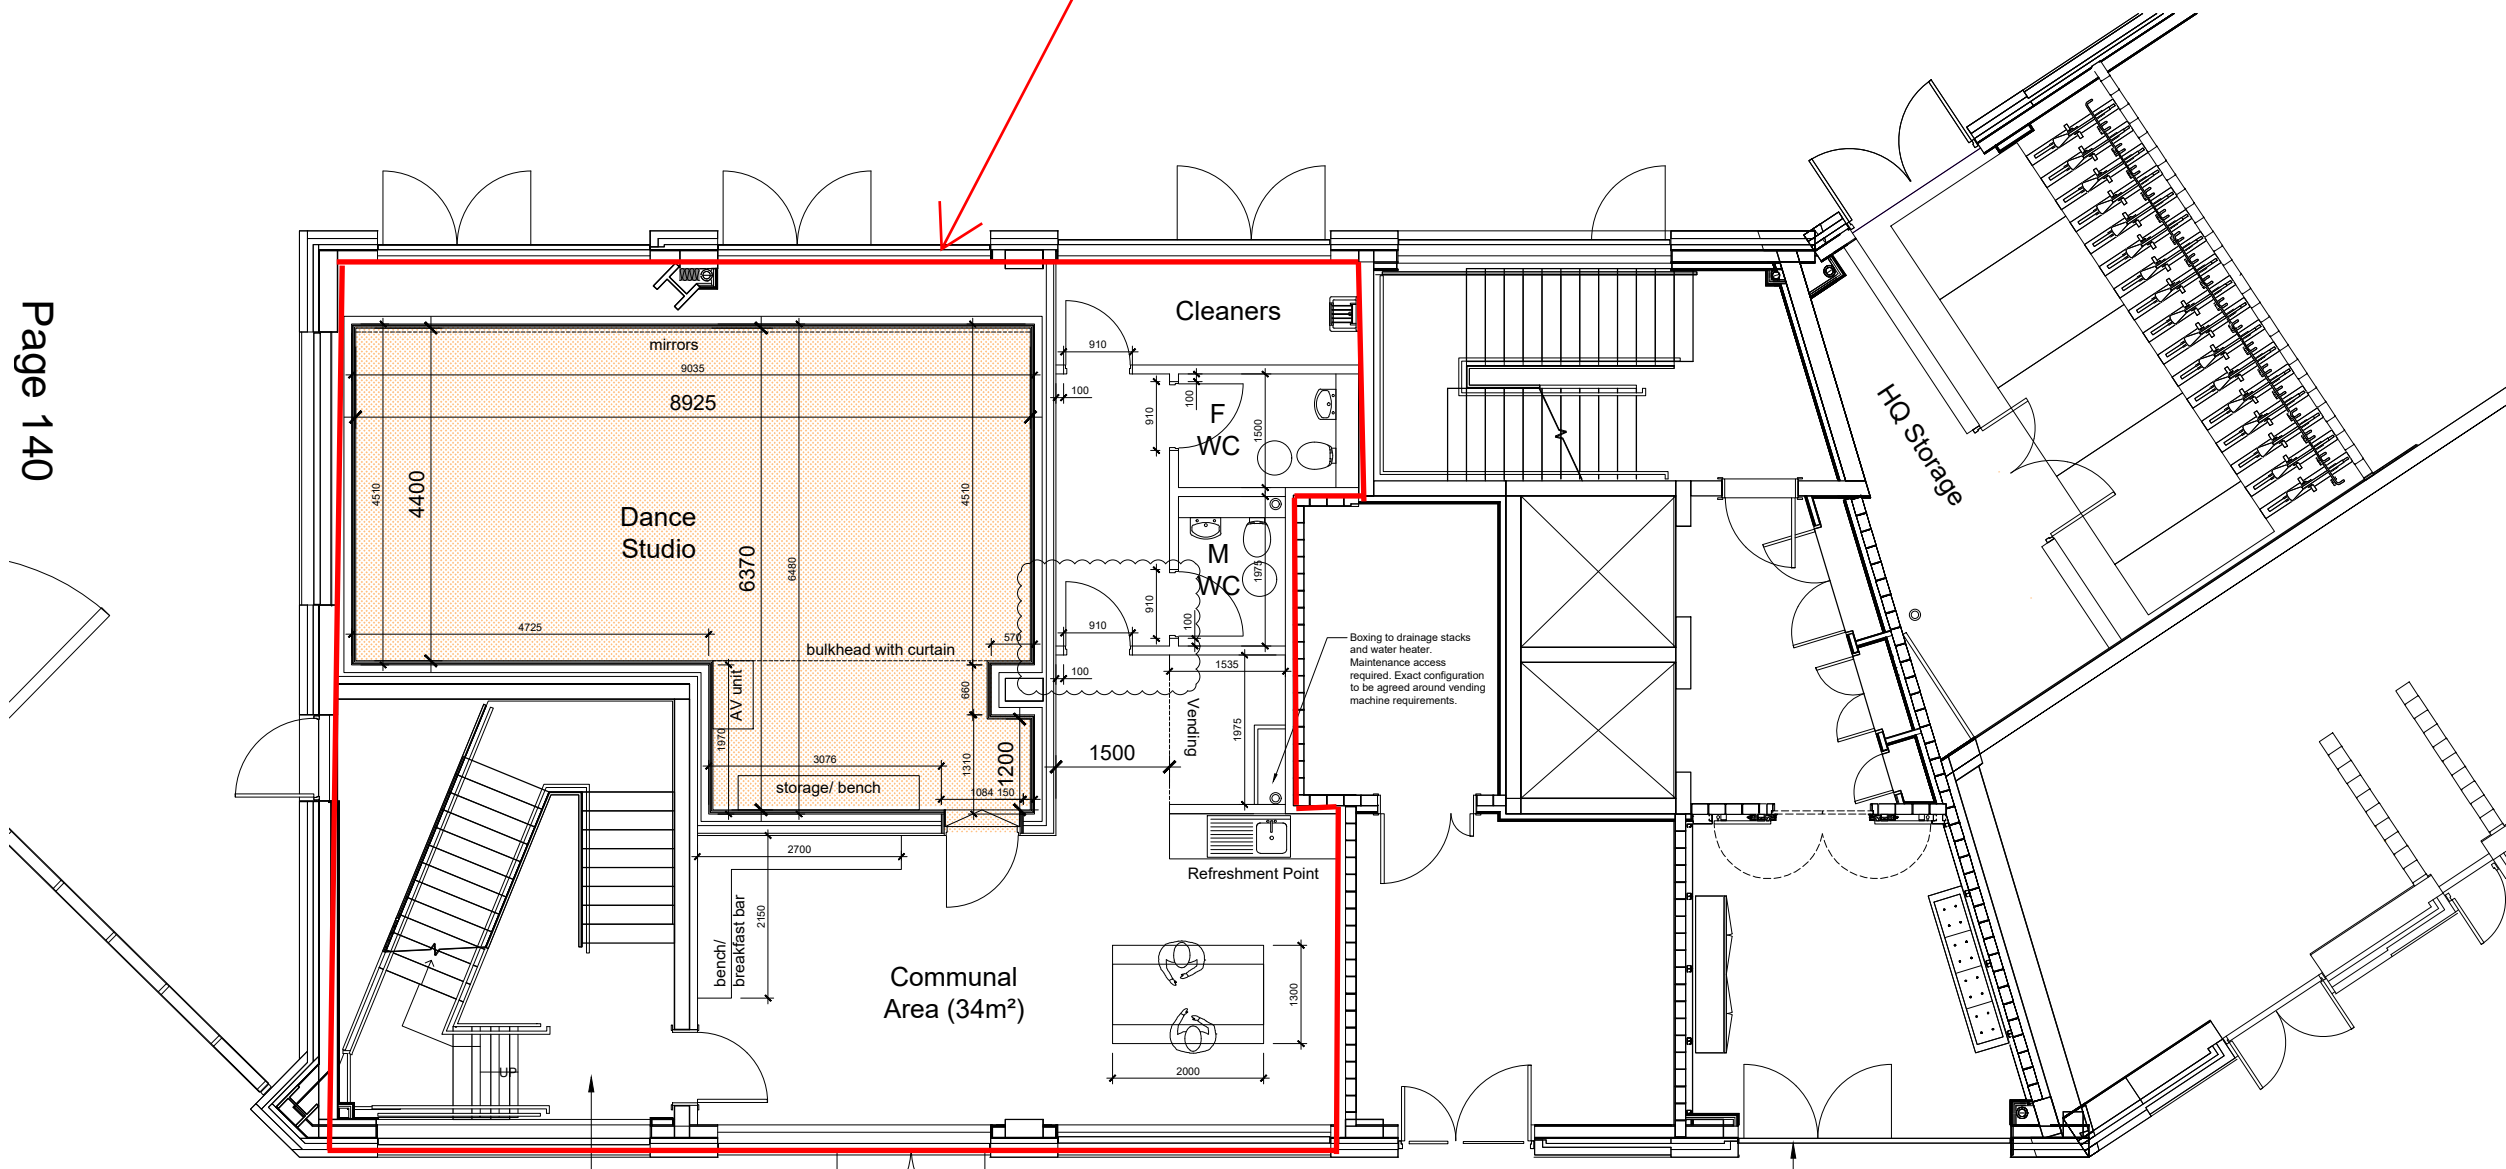 Page 140
Cleaners
mirrors
9035
8925
910
100
100
910
F
WC
1500
HQ Storage
4510
4400
4510
Dance
Studio
6370
6480
M
WC
1975
910
100
910
4725
570
bulkhead with curtain
Boxing to drainage stacks
and water heater.
Maintenance access
required. Exact configuration
to be agreed around vending
machine requirements.
1535
100
AV unit
660
Vending
1975
1970
3076
1310
1200
1500
storage/ bench
1084
150
2700
Refreshment Point
bench/
breakfast bar
2150
Communal
Area (34m²)
1300
2000
UP